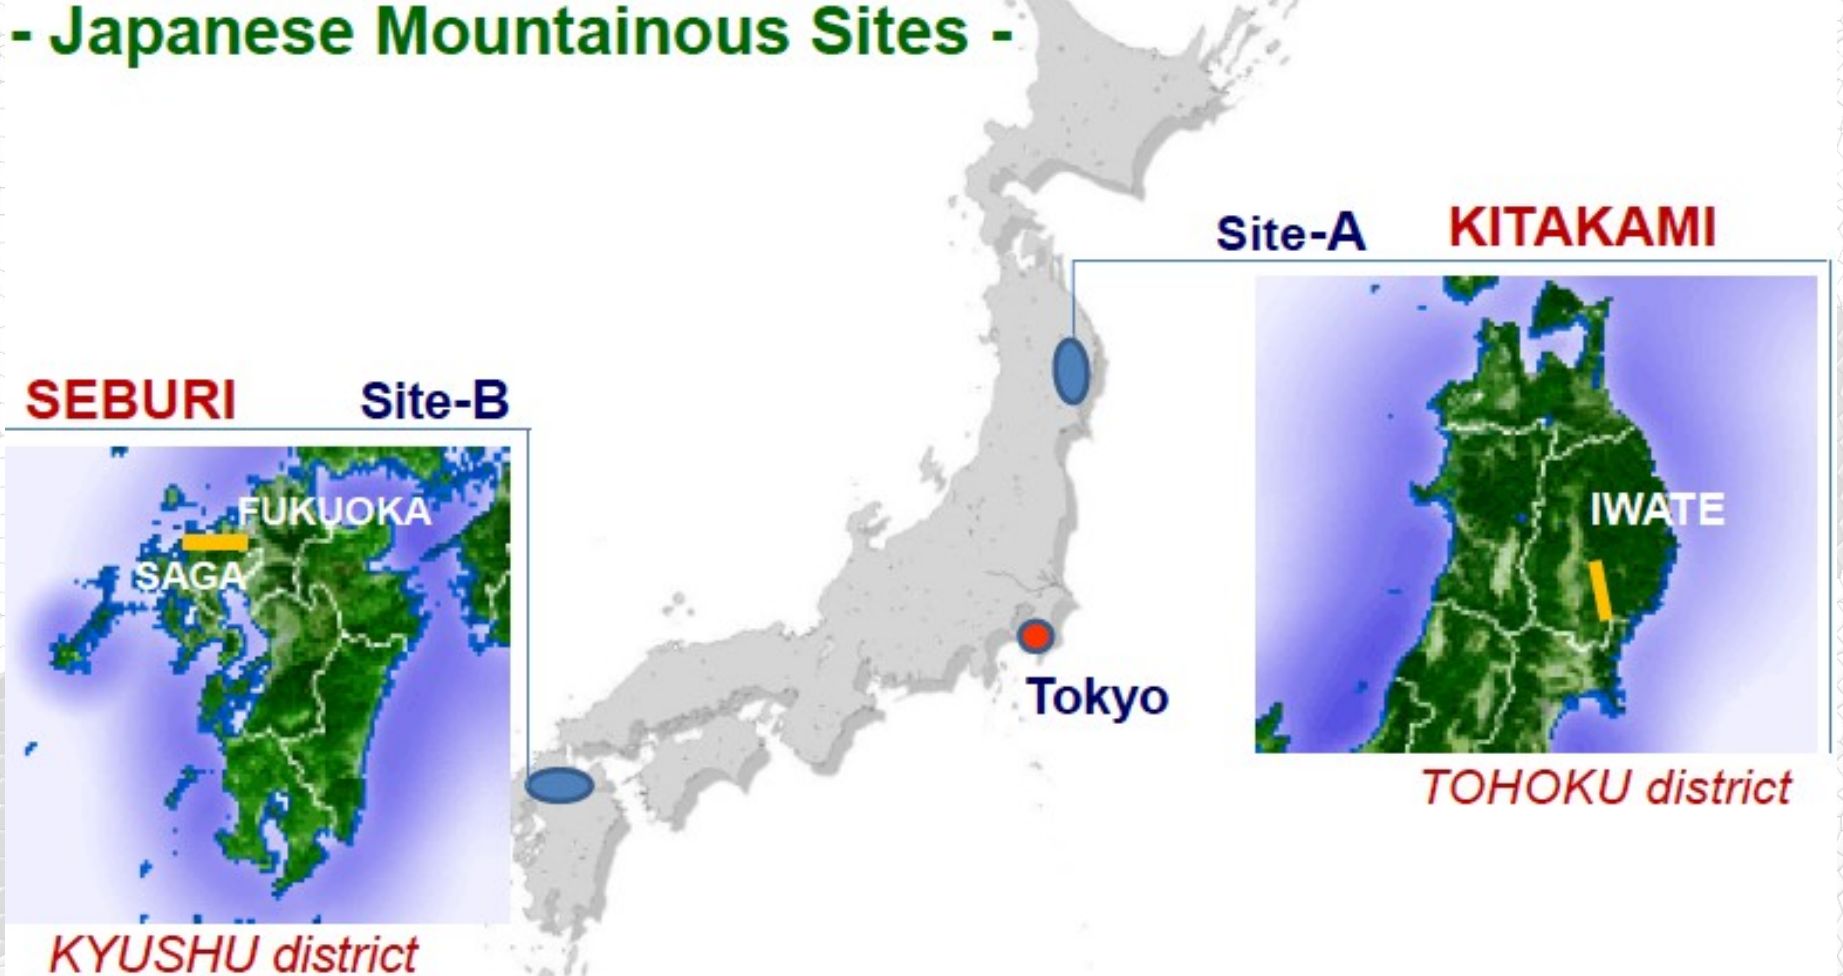 - Japanese Mountainous Sites -
Site-A KITAKAMI
IWATE
TOHOKU district
SEBURI Site-B
FUKUOKA
SAGA
KYUSHU district
Tokyo